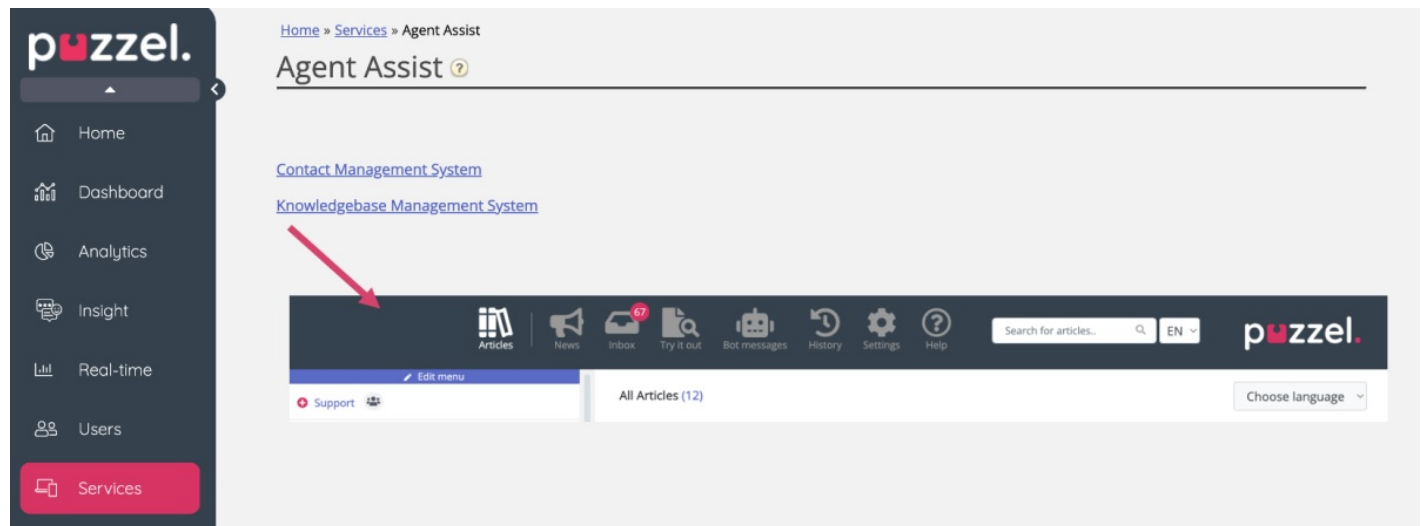 puzzel.
Home
Dashboard
Analytics
Insight
Real-time
Users
Services
Home » Services » Agent Assist
Agent Assist ?
Contact Management System
Knowledgebase Management System
Articles
News
67
Inbox
Try it out
Bot messages
History
Settings
? Help
Search for articles..
EN
puzzel.
Edit menu
Support
All Articles (12)
Choose language